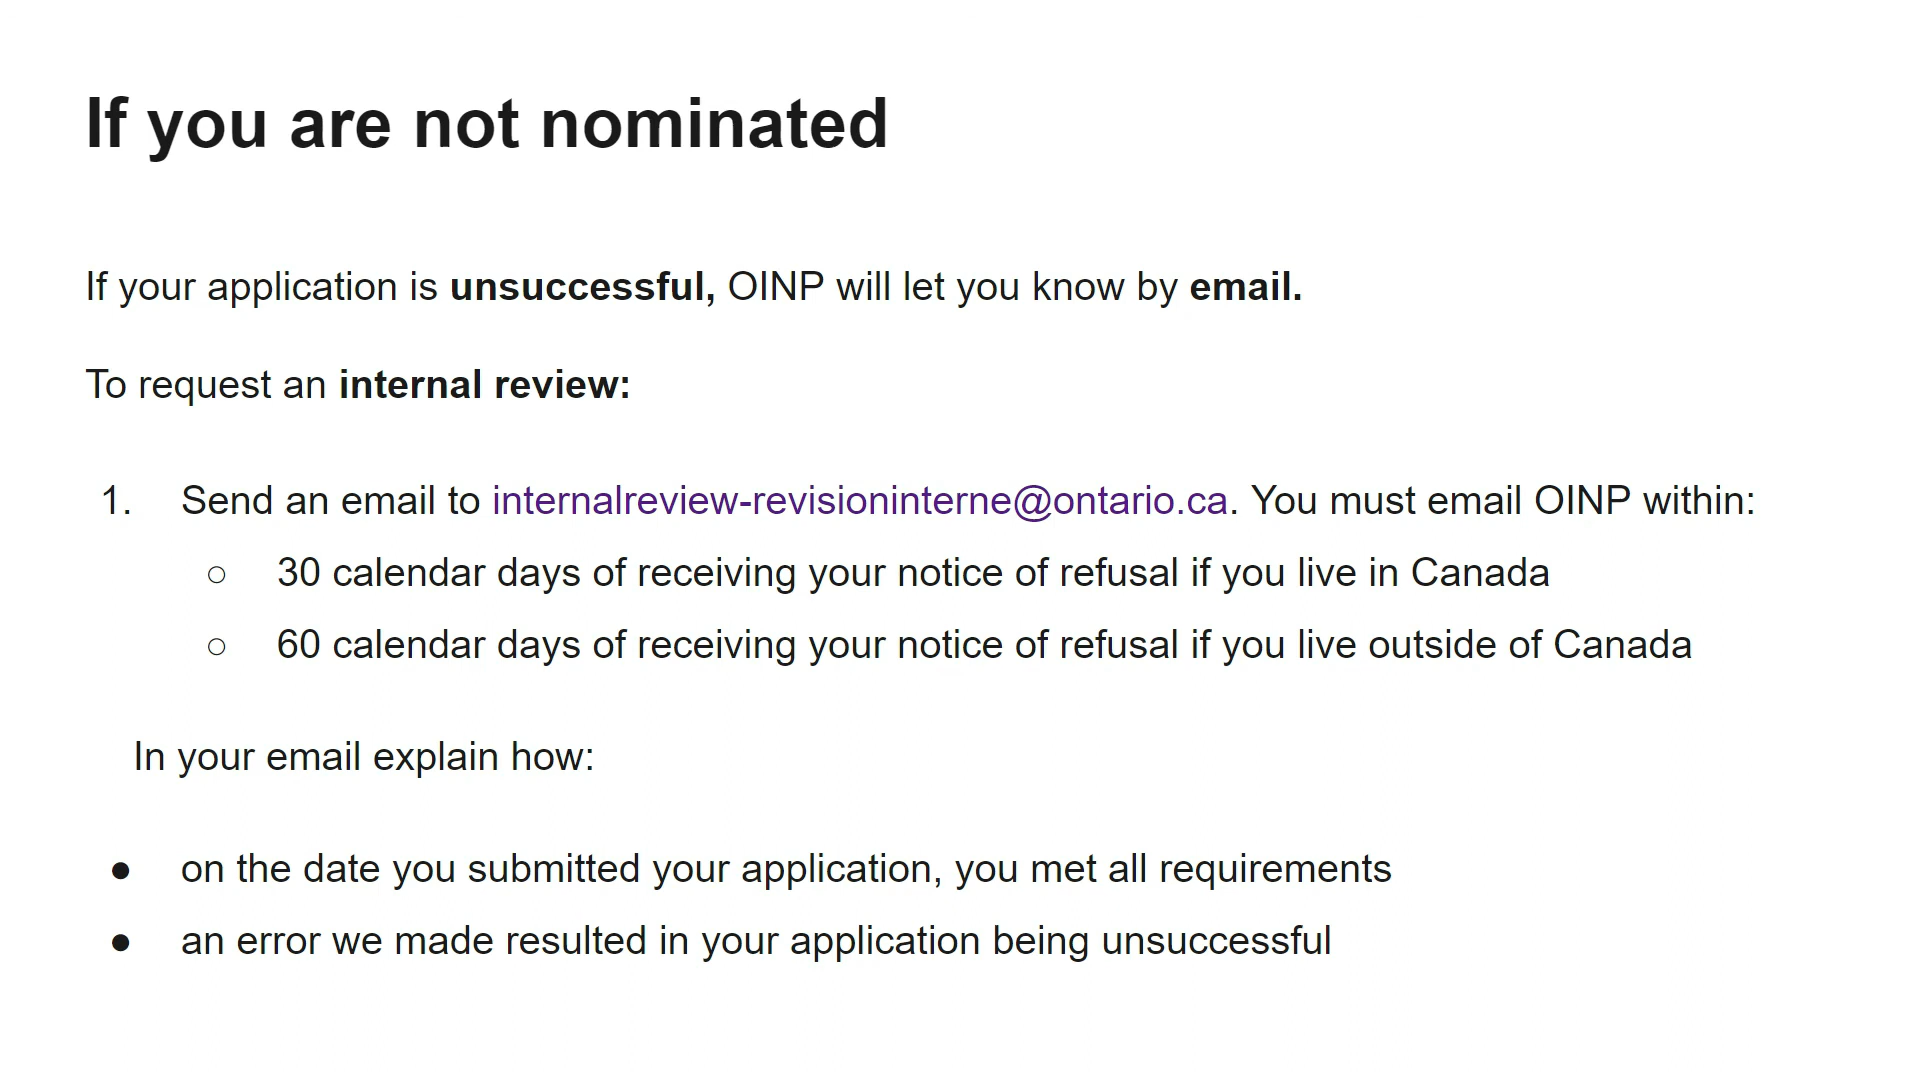 If you are not nominated
If your application is unsuccessful, OINP will let you know by email.
To request an internal review:
1. Send an email to internalreview-revisioninterne@ontario.ca. You must email OINP within:
○ 30 calendar days of receiving your notice of refusal if you live in Canada
○ 60 calendar days of receiving your notice of refusal if you live outside of Canada
In your email explain how:
● on the date you submitted your application, you met all requirements
● an error we made resulted in your application being unsuccessful